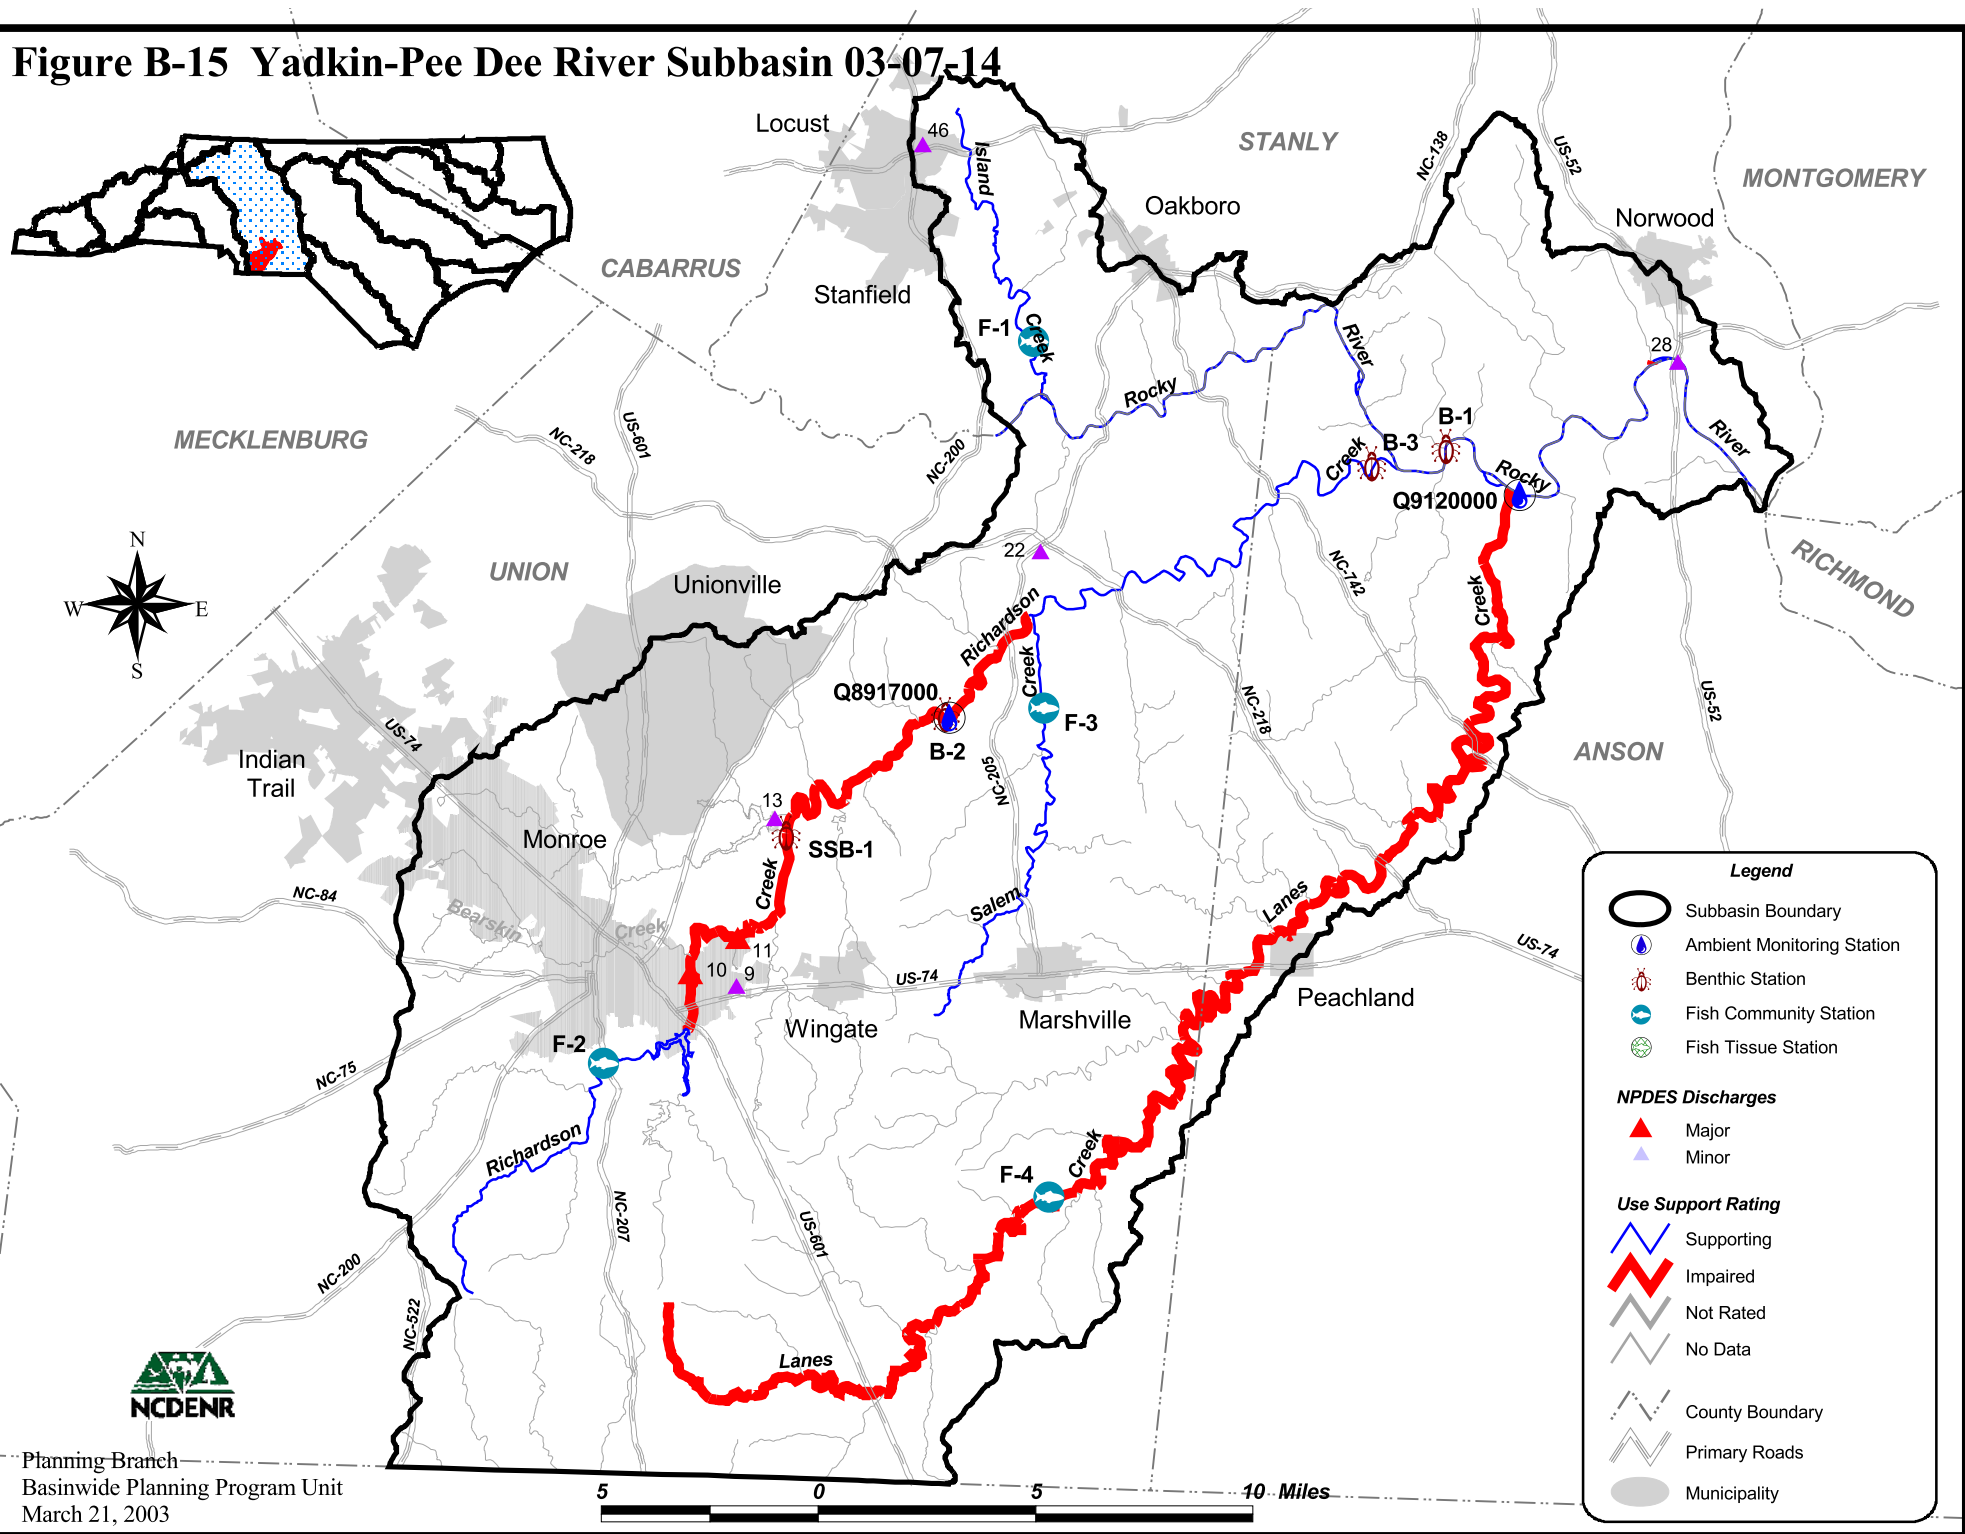 Figure B-15 Yadkin-Pee Dee River Subbasin 03-07-14
Locust
46
Island
STANLY
NC-138
US-52
MONTGOMERY
Oakboro
Norwood
CABARRUS
Stanfield
F-1
Creek
River
28
Rocky
MECKLENBURG
US-601
NC-218
NC-200
B-1
B-3
Creek
River
Rocky
Q9120000
22
N
W
E
S
UNION
Unionville
NC-742
Creek
RICHMOND
Richardson
Creek
Q8917000
F-3
B-2
NC-218
US-52
US-74
Indian
Trail
NC-205
ANSON
13
Monroe
SSB-1
Creek
NC-84
Bearskin
Creek
Salem
Lanes
11
10
9
US-74
US-74
Peachland
Wingate
Marshville
F-2
NC-75
Richardson
F-4
Creek
NC-207
US-601
NC-200
NC-522
Lanes
NCDENR
Planning Branch
Basinwide Planning Program Unit
March 21, 2003
5 0 5 10 Miles
Legend
Subbasin Boundary
Ambient Monitoring Station
Benthic Station
Fish Community Station
Fish Tissue Station
NPDES Discharges
Major
Minor
Use Support Rating
Supporting
Impaired
Not Rated
No Data
County Boundary
Primary Roads
Municipality